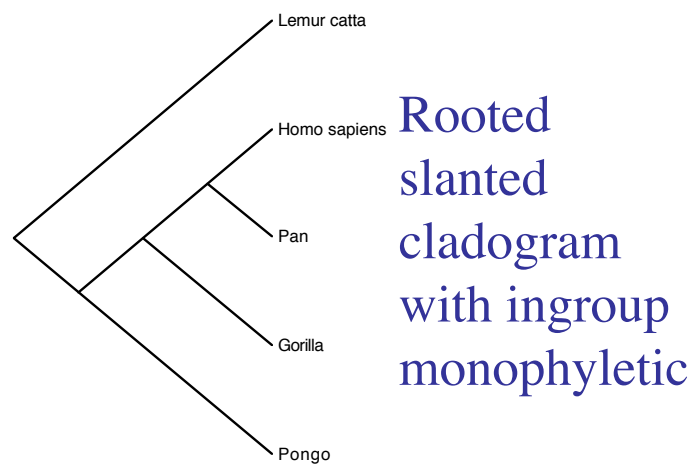 Lemur catta
Homo sapiens
Pan
Gorilla
Pongo
Rooted
slanted
cladogram
with ingroup
monophyletic